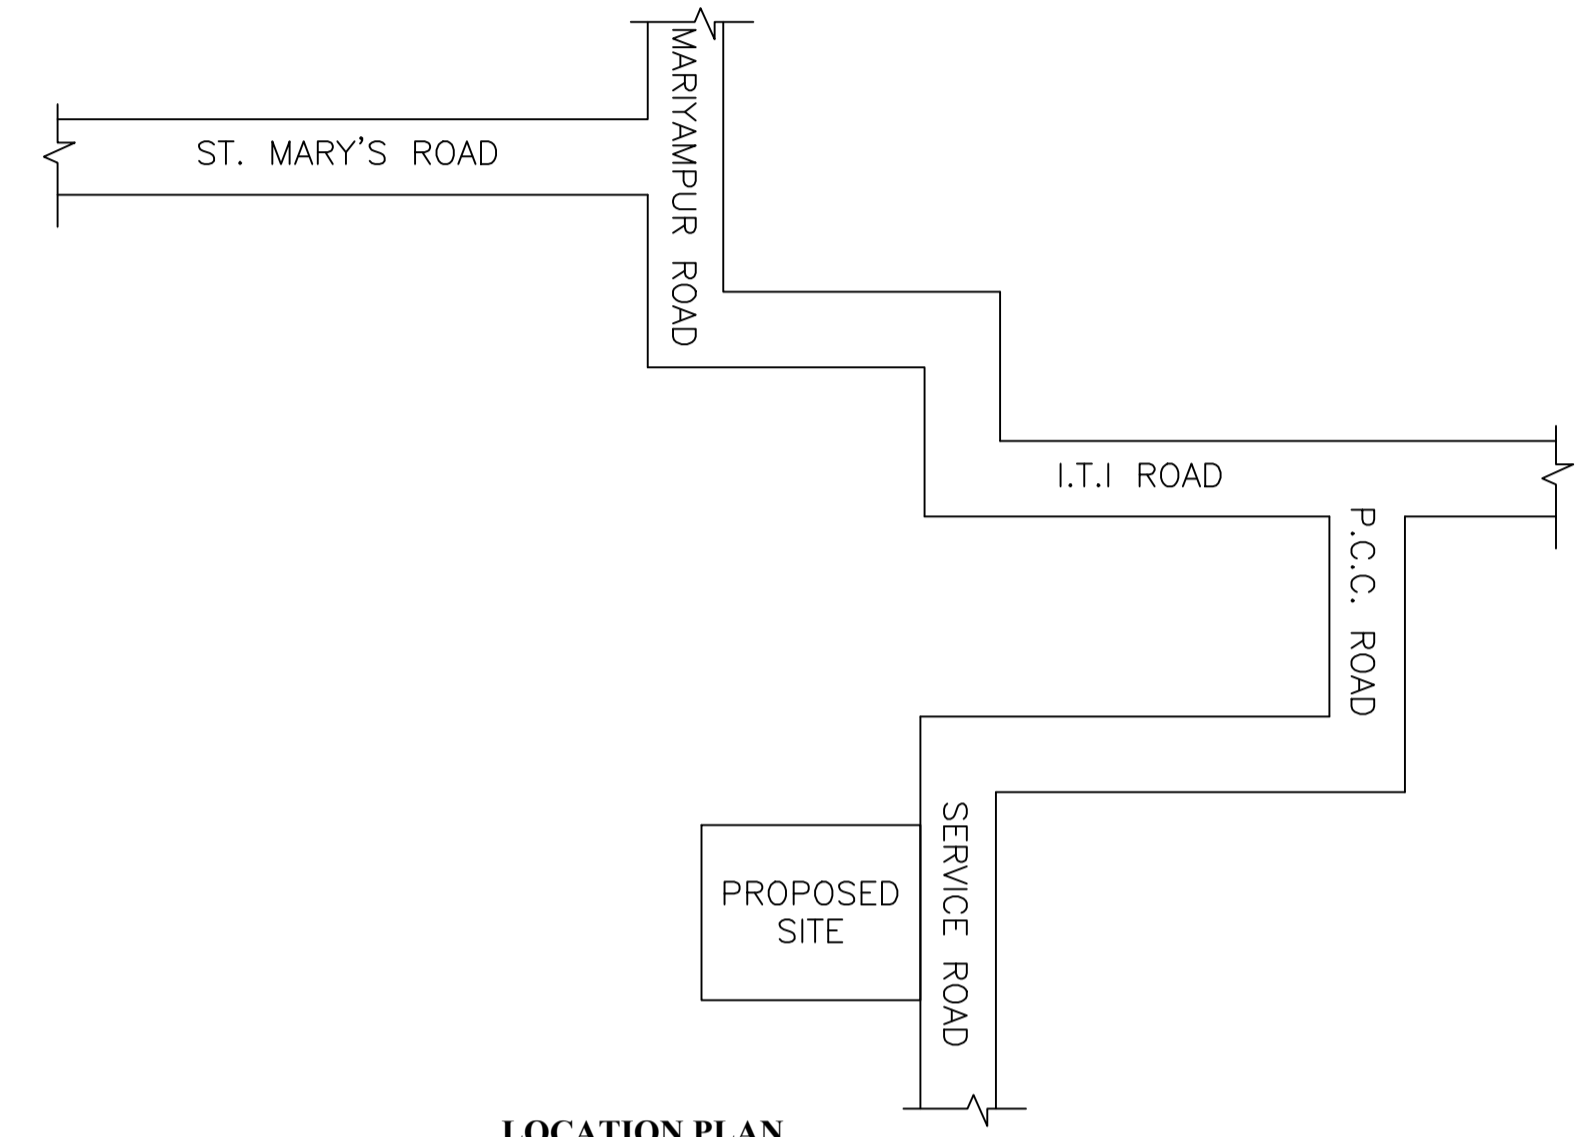 MARIYAMPUR ROAD
ST. MARY'S ROAD
I.T.I ROAD
P.C.C. ROAD
SERVICE ROAD
PROPOSED
SITE
LOCATION PLAN